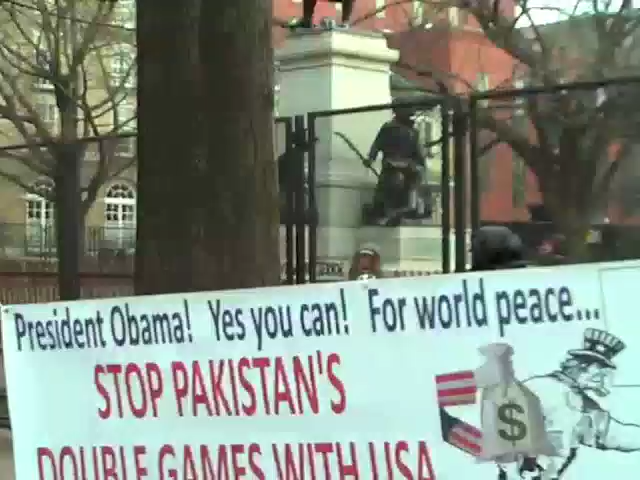 President Obama! Yes you can! For world peace...
STOP PAKISTAN'S
DOUBLE GAMES WITH USA
$